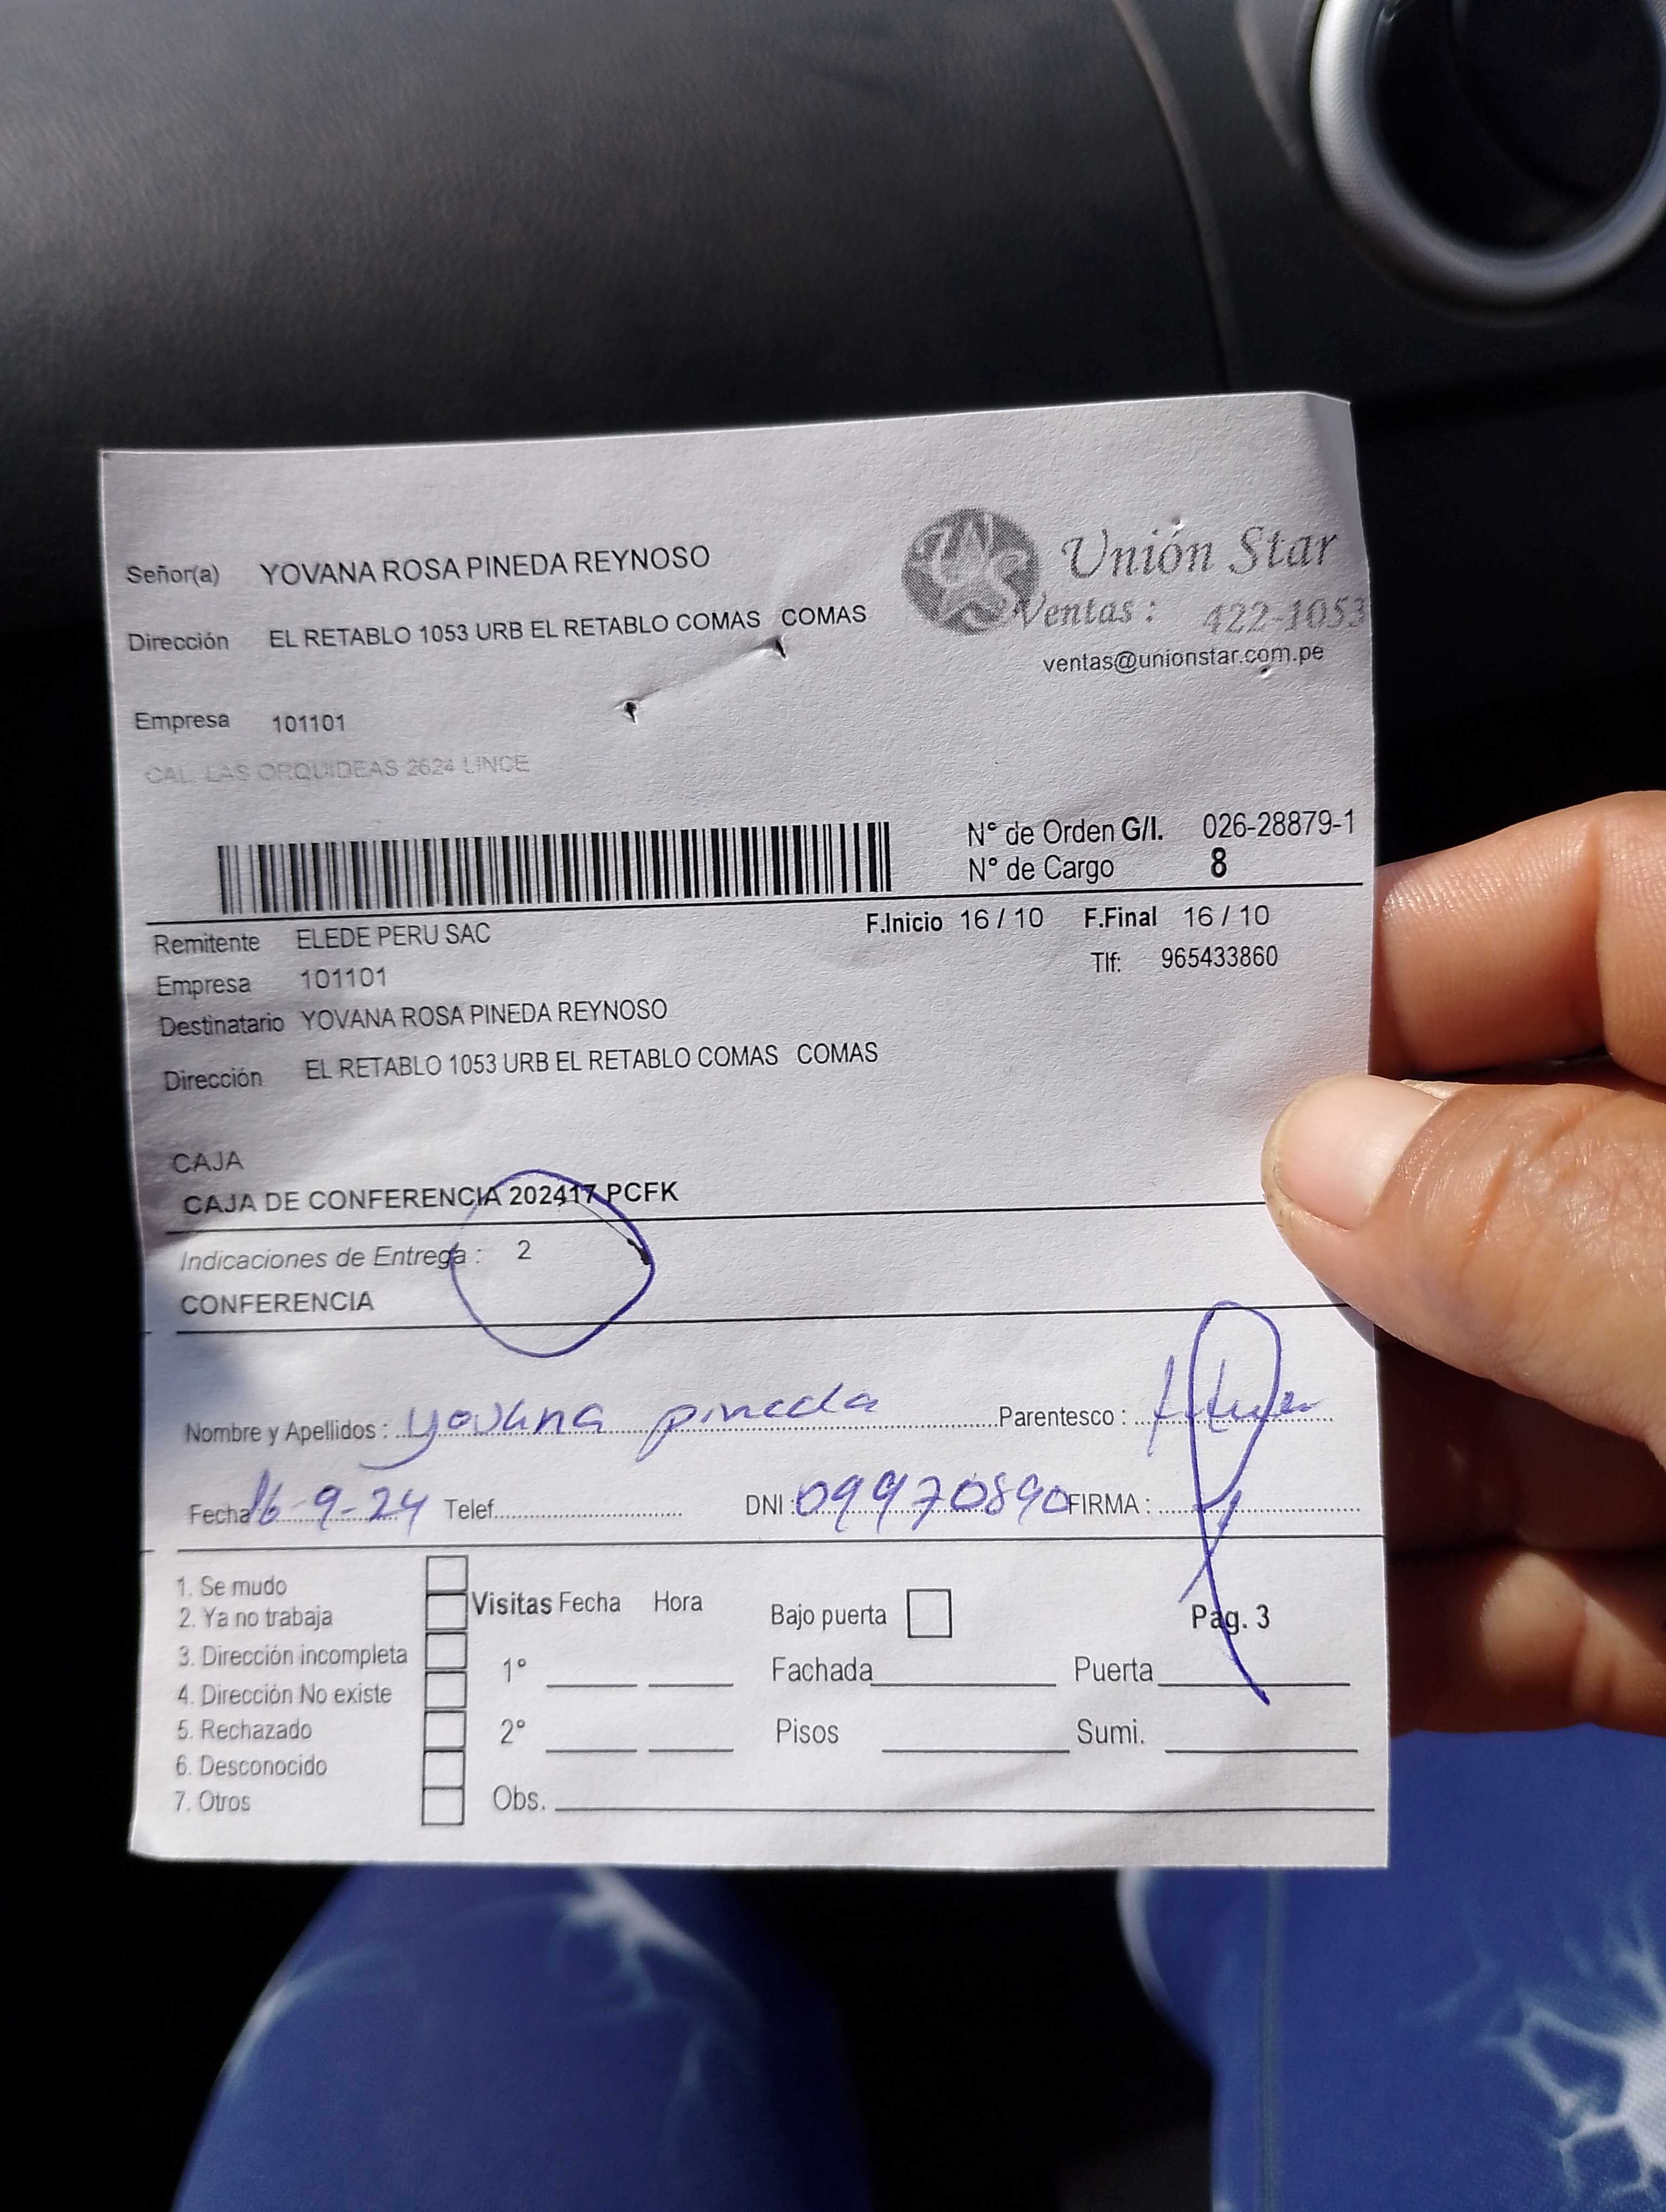 Señor(a) YOVANA ROSA PINEDA REYNOSO
Unión Star
Dirección EL RETABLO 1053 URB EL RETABLO COMAS COMAS
Ventas : 422-1053
ventas@unionstar.com.pe
Empresa 101101
CAL. LAS ORQUIDEAS 2624 LINCE
N° de Orden G/I. 026-28879-1
N° de Cargo 8
Remitente ELEDE PERU SAC
F.Inicio 16 / 10 F.Final 16 / 10
Empresa 101101
Tlf: 965433860
Destinatario YOVANA ROSA PINEDA REYNOSO
Dirección EL RETABLO 1053 URB EL RETABLO COMAS COMAS
CAJA
CAJA DE CONFERENCIA 202417 PCFK
Indicaciones de Entrega : 2
CONFERENCIA
Nombre y Apellidos : yovana pineda Parentesco :
Fecha 16-9-24 Telef. DNI : 09970890 FIRMA :
1. Se mudo
2. Ya no trabaja
3. Dirección incompleta
4. Dirección No existe
5. Rechazado
6. Desconocido
7. Otros
Visitas Fecha Hora
1°
2°
Obs.
Bajo puerta
Pag. 3
Fachada Puerta
Pisos Sumi.